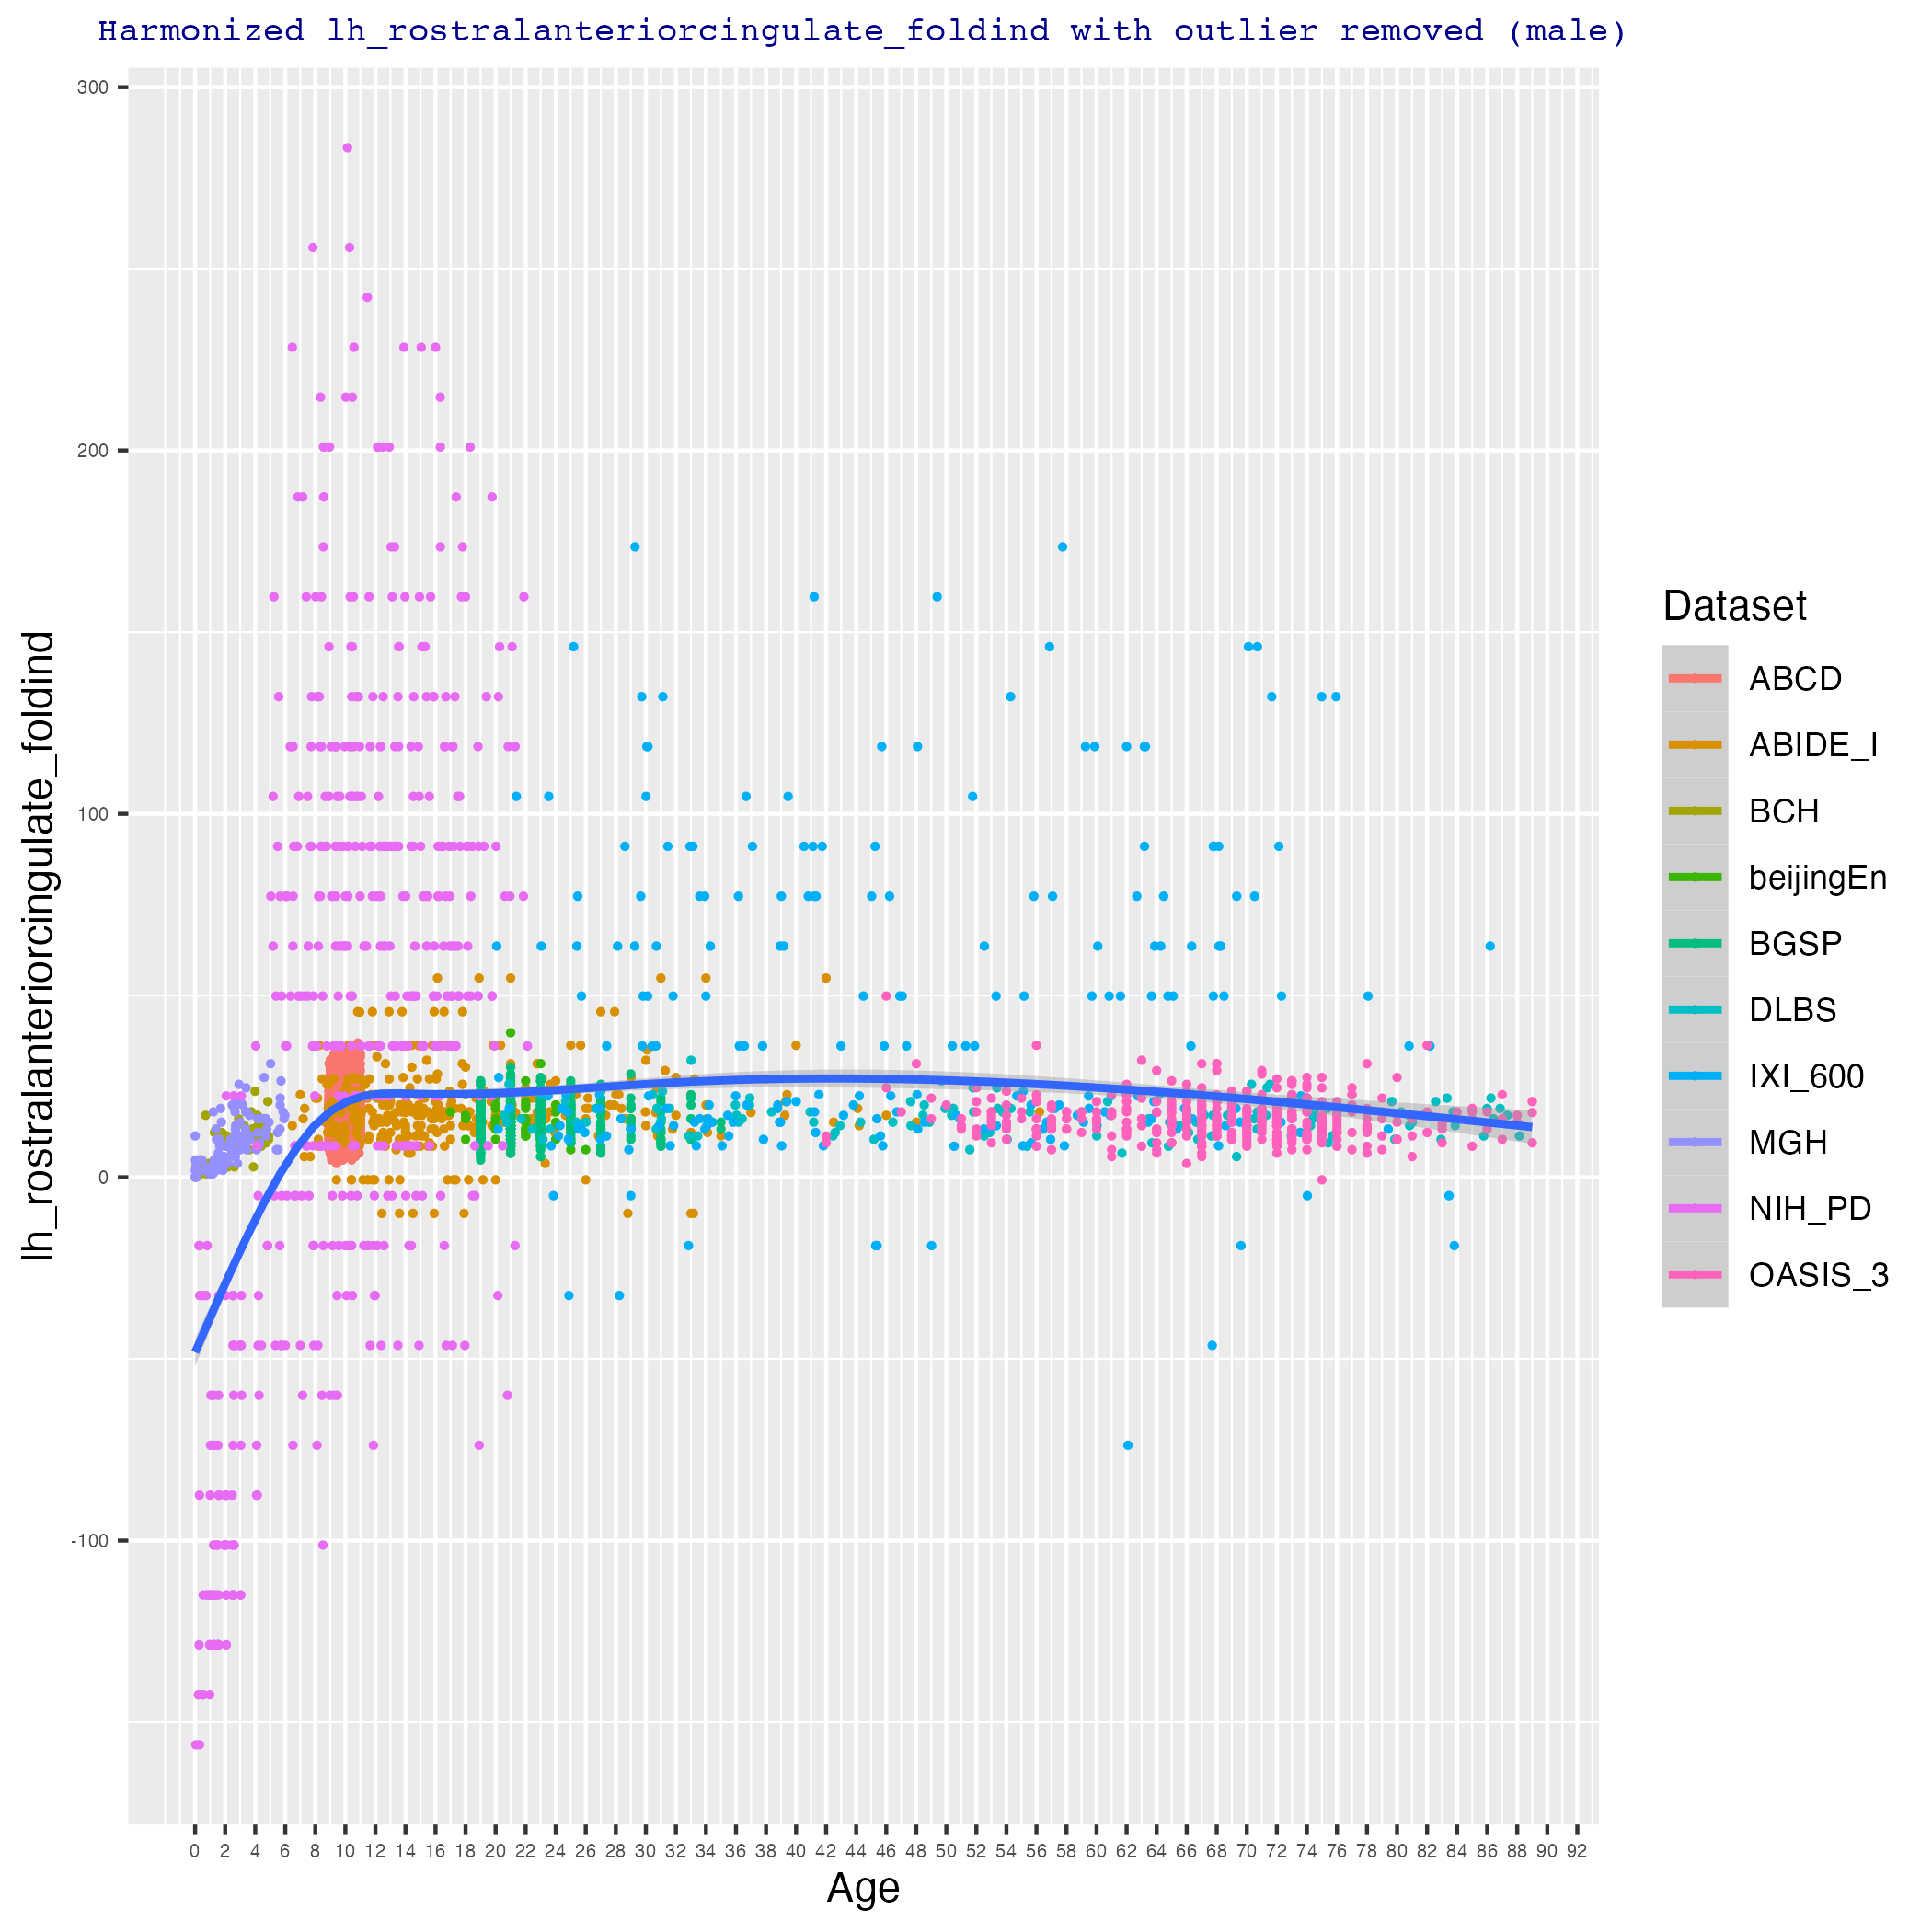 Harmonized lh_rostralanteriorcingulate_foldind with outlier removed (male)
300
200
100
0
-100
lh_rostralanteriorcingulate_foldind
0 2 4 6 8 10 12 14 16 18 20 22 24 26 28 30 32 34 36 38 40 42 44 46 48 50 52 54 56 58 60 62 64 66 68 70 72 74 76 78 80 82 84 86 88 90 92
Age
Dataset
ABCD
ABIDE_I
BCH
beijingEn
BGSP
DLBS
IXI_600
MGH
NIH_PD
OASIS_3